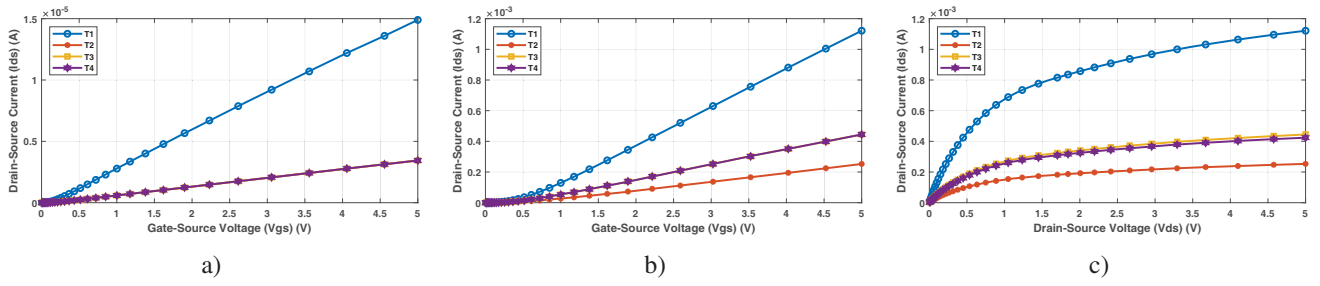 1.5
×10⁻⁵
T1
T2
T3
T4
1
0.5
0
Drain-Source Current (Ids) (A)
0 0.5 1 1.5 2 2.5 3 3.5 4 4.5 5
Gate-Source Voltage (Vgs) (V)
a)
1.2
×10⁻³
T1
T2
T3
T4
1
0.8
0.6
0.4
0.2
0
Drain-Source Current (Ids) (A)
0 0.5 1 1.5 2 2.5 3 3.5 4 4.5 5
Gate-Source Voltage (Vgs) (V)
b)
1.2
×10⁻³
T1
T2
T3
T4
1
0.8
0.6
0.4
0.2
0
Drain-Source Current (Ids) (A)
0 0.5 1 1.5 2 2.5 3 3.5 4 4.5 5
Drain-Source Voltage (Vds) (V)
c)